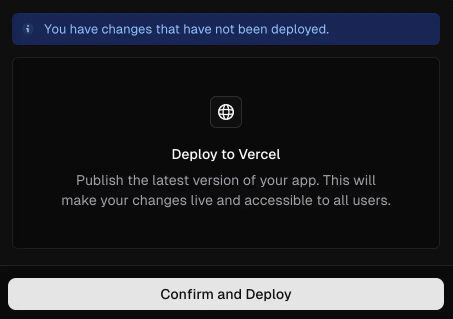 You have changes that have not been deployed.
Deploy to Vercel
Publish the latest version of your app. This will
make your changes live and accessible to all users.
Confirm and Deploy